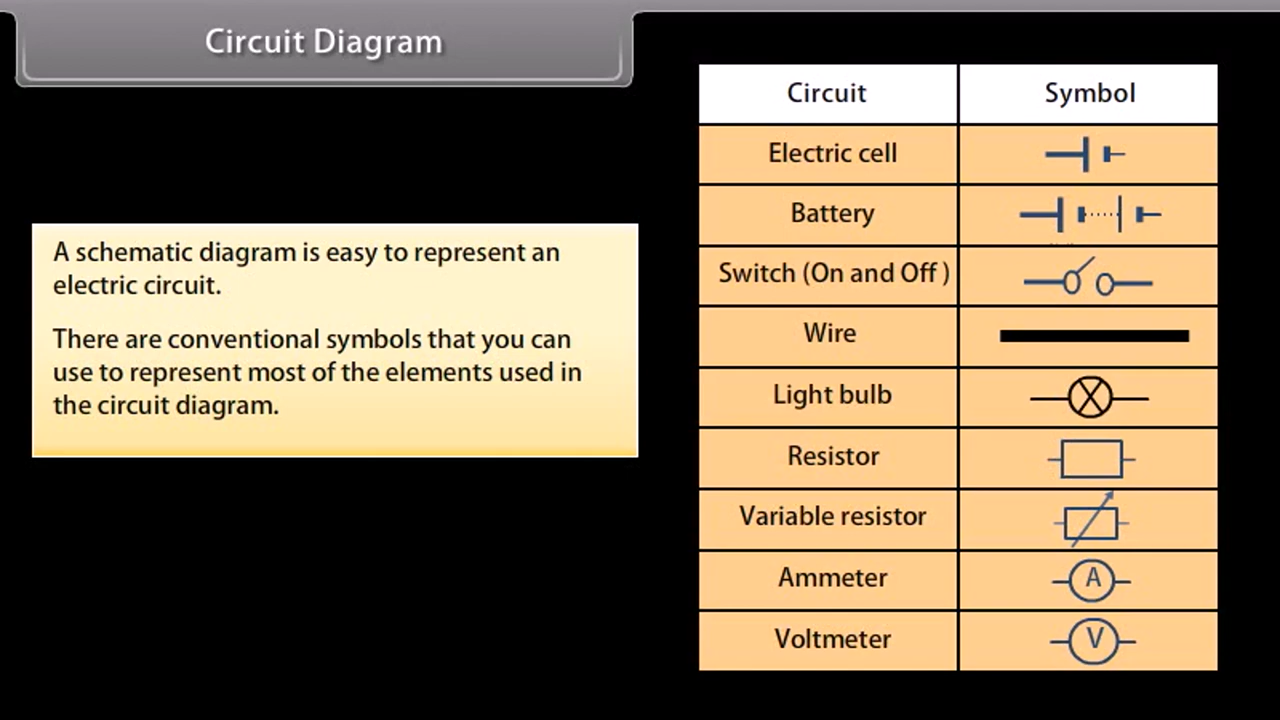 Circuit Diagram
A schematic diagram is easy to represent an
electric circuit.
There are conventional symbols that you can
use to represent most of the elements used in
the circuit diagram.
Circuit Symbol
Electric cell
Battery
Switch (On and Off )
Wire
Light bulb
Resistor
Variable resistor
Ammeter A
Voltmeter V